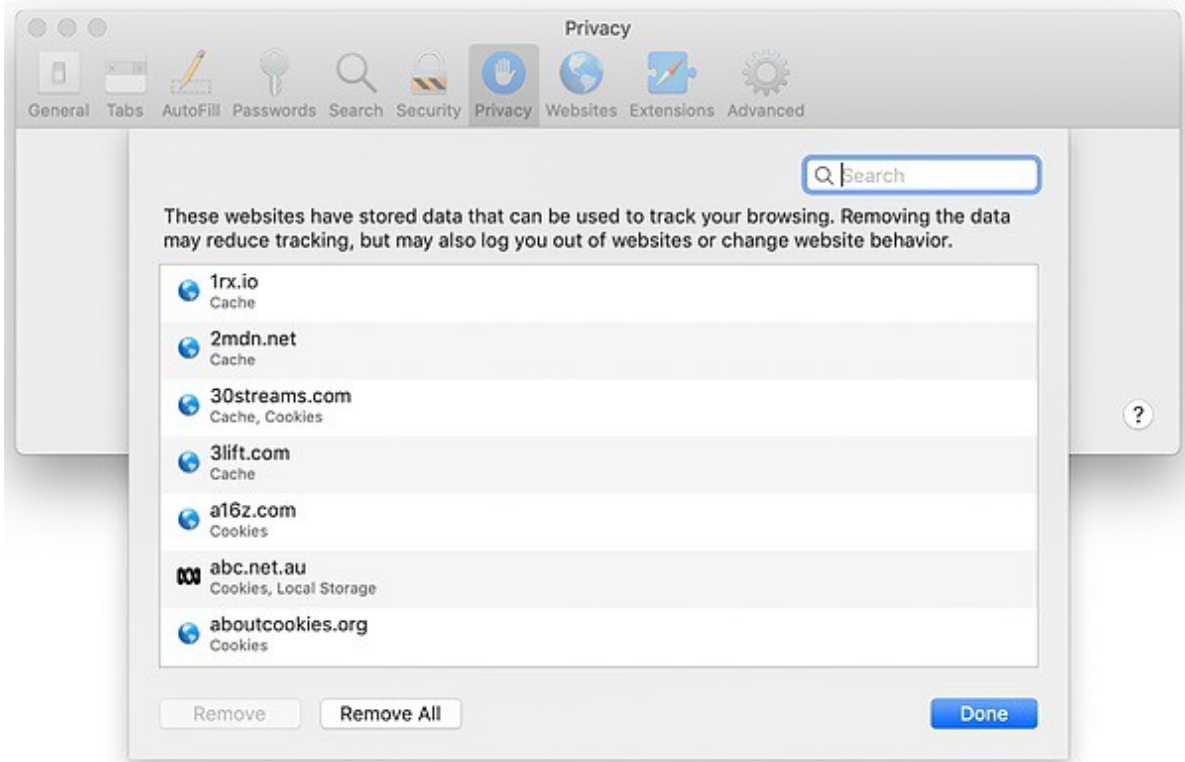 Privacy
General Tabs AutoFill Passwords Search Security Privacy Websites Extensions Advanced
Search
These websites have stored data that can be used to track your browsing. Removing the data
may reduce tracking, but may also log you out of websites or change website behavior.
1rx.io
Cache
2mdn.net
Cache
30streams.com
Cache, Cookies
3lift.com
Cache
a16z.com
Cookies
abc.net.au
Cookies, Local Storage
aboutcookies.org
Cookies
?
Remove Remove All Done